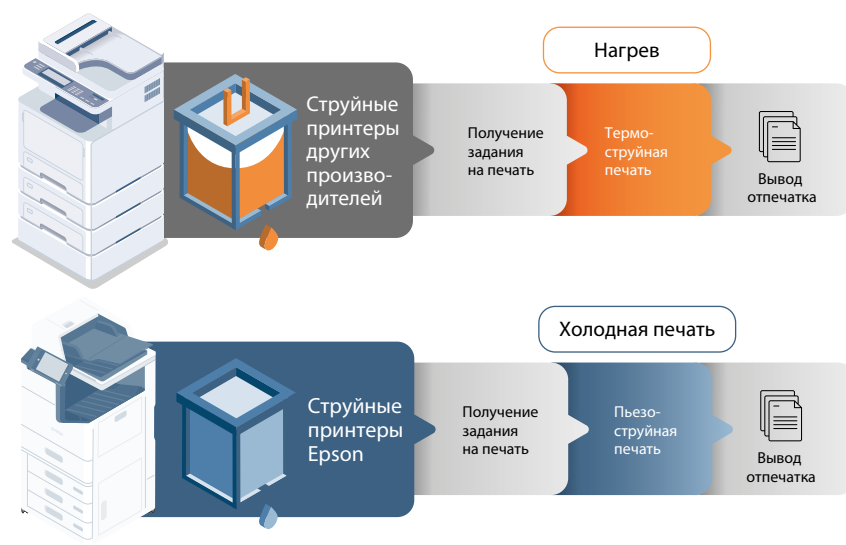 Нагрев
Струйные
принтеры
других
произво-
дителей
Получение
задания
на печать
Термо-
струйная
печать
Вывод
отпечатка
Холодная печать
Струйные
принтеры
Epson
Получение
задания
на печать
Пьезо-
струйная
печать
Вывод
отпечатка